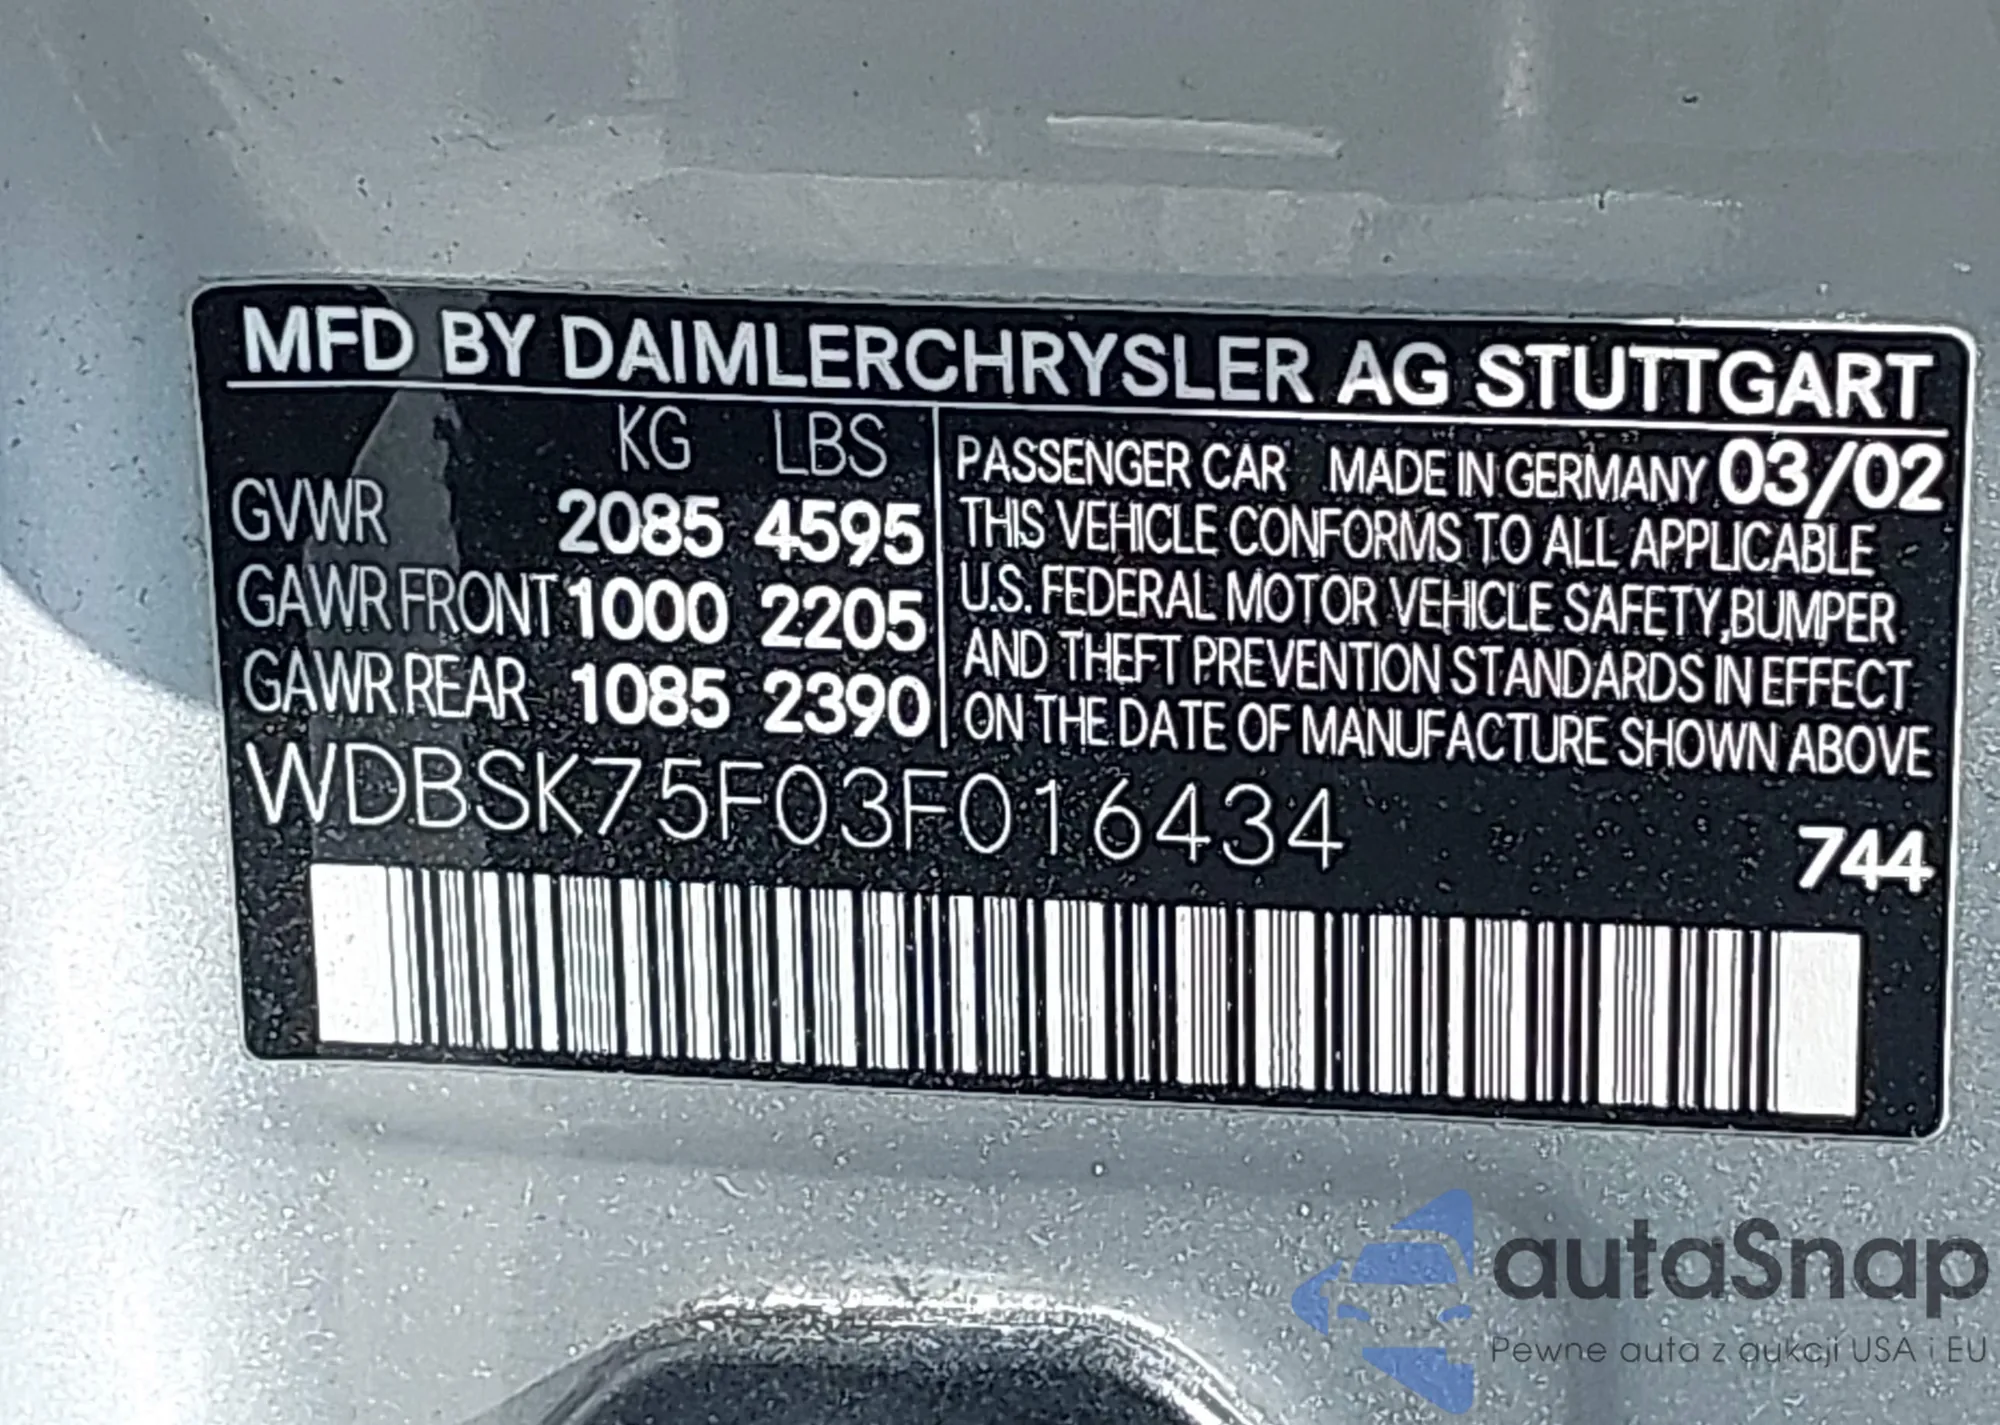 MFD BY DAIMLERCHRYSLER AG STUTTGART
KG LBS
GVWR 2085 4595
GAWR FRONT 1000 2205
GAWR REAR 1085 2390
PASSENGER CAR MADE IN GERMANY 03/02
THIS VEHICLE CONFORMS TO ALL APPLICABLE
U.S. FEDERAL MOTOR VEHICLE SAFETY, BUMPER
AND THEFT PREVENTION STANDARDS IN EFFECT
ON THE DATE OF MANUFACTURE SHOWN ABOVE
WDBSK75F03F016434
744
autaSnap
Pewne auta z aukcji USA i EU